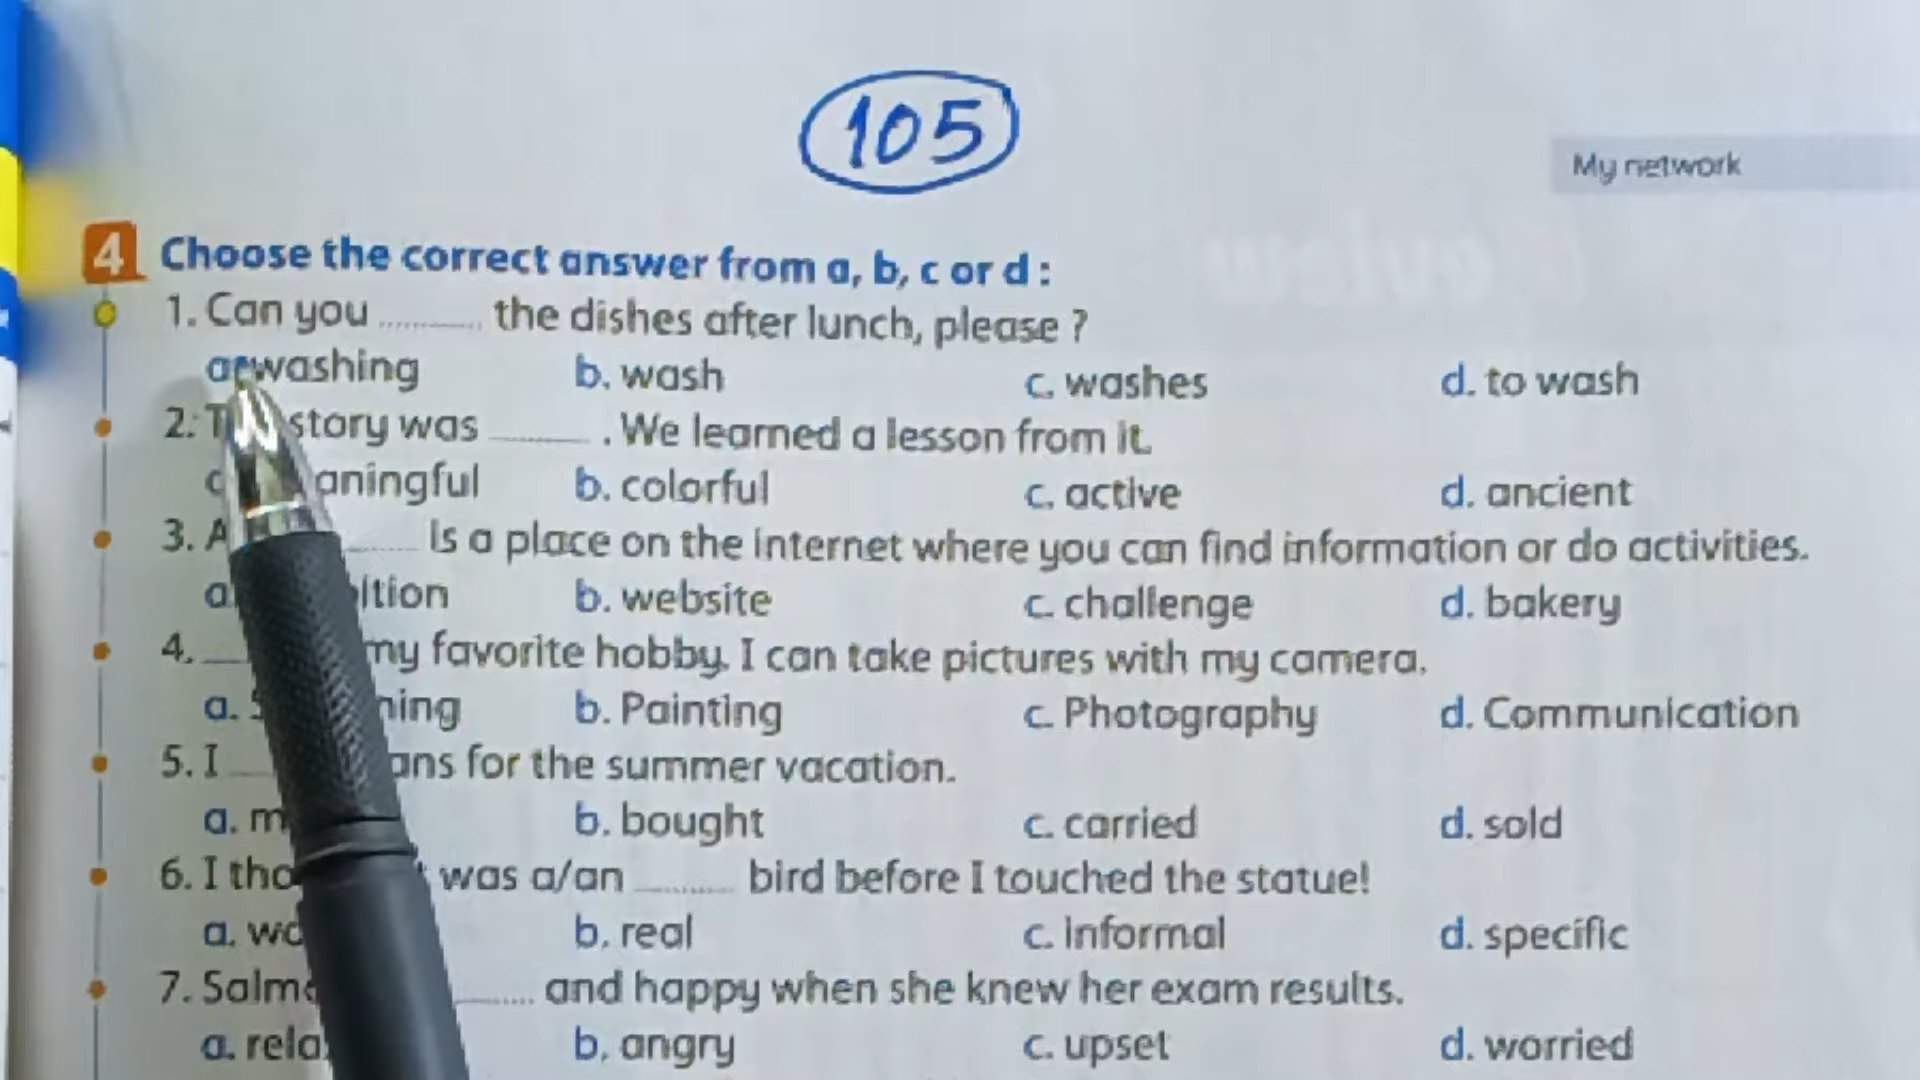 105
My network
4 Choose the correct answer from a, b, c or d :
1. Can you ........... the dishes after lunch, please ?
a. washing b. wash c. washes d. to wash
2. story was ........... . We learned a lesson from it.
b. colorful c. active d. ancient
3. A ........... is a place on the internet where you can find information or do activities.
b. website c. challenge d. bakery
4. ........... my favorite hobby. I can take pictures with my camera.
a. b. Painting c. Photography d. Communication
5. I ........... for the summer vacation.
a. b. bought c. carried d. sold
6. I was a/an ........... bird before I touched the statue!
a. b. real c. informal d. specific
7. ........... and happy when she knew her exam results.
a. b. angry c. upset d. worried